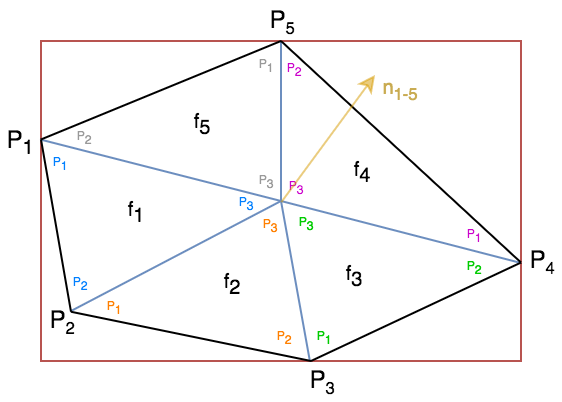 P₅
P₁ P₂
n₁₋₅
f₅
P₁ P₂
f₄
P₁
P₃ P₃
f₁ P₃ P₃ P₃ P₁
P₂ P₄
f₂ f₃
P₂ P₁
P₂ P₂ P₁
P₃